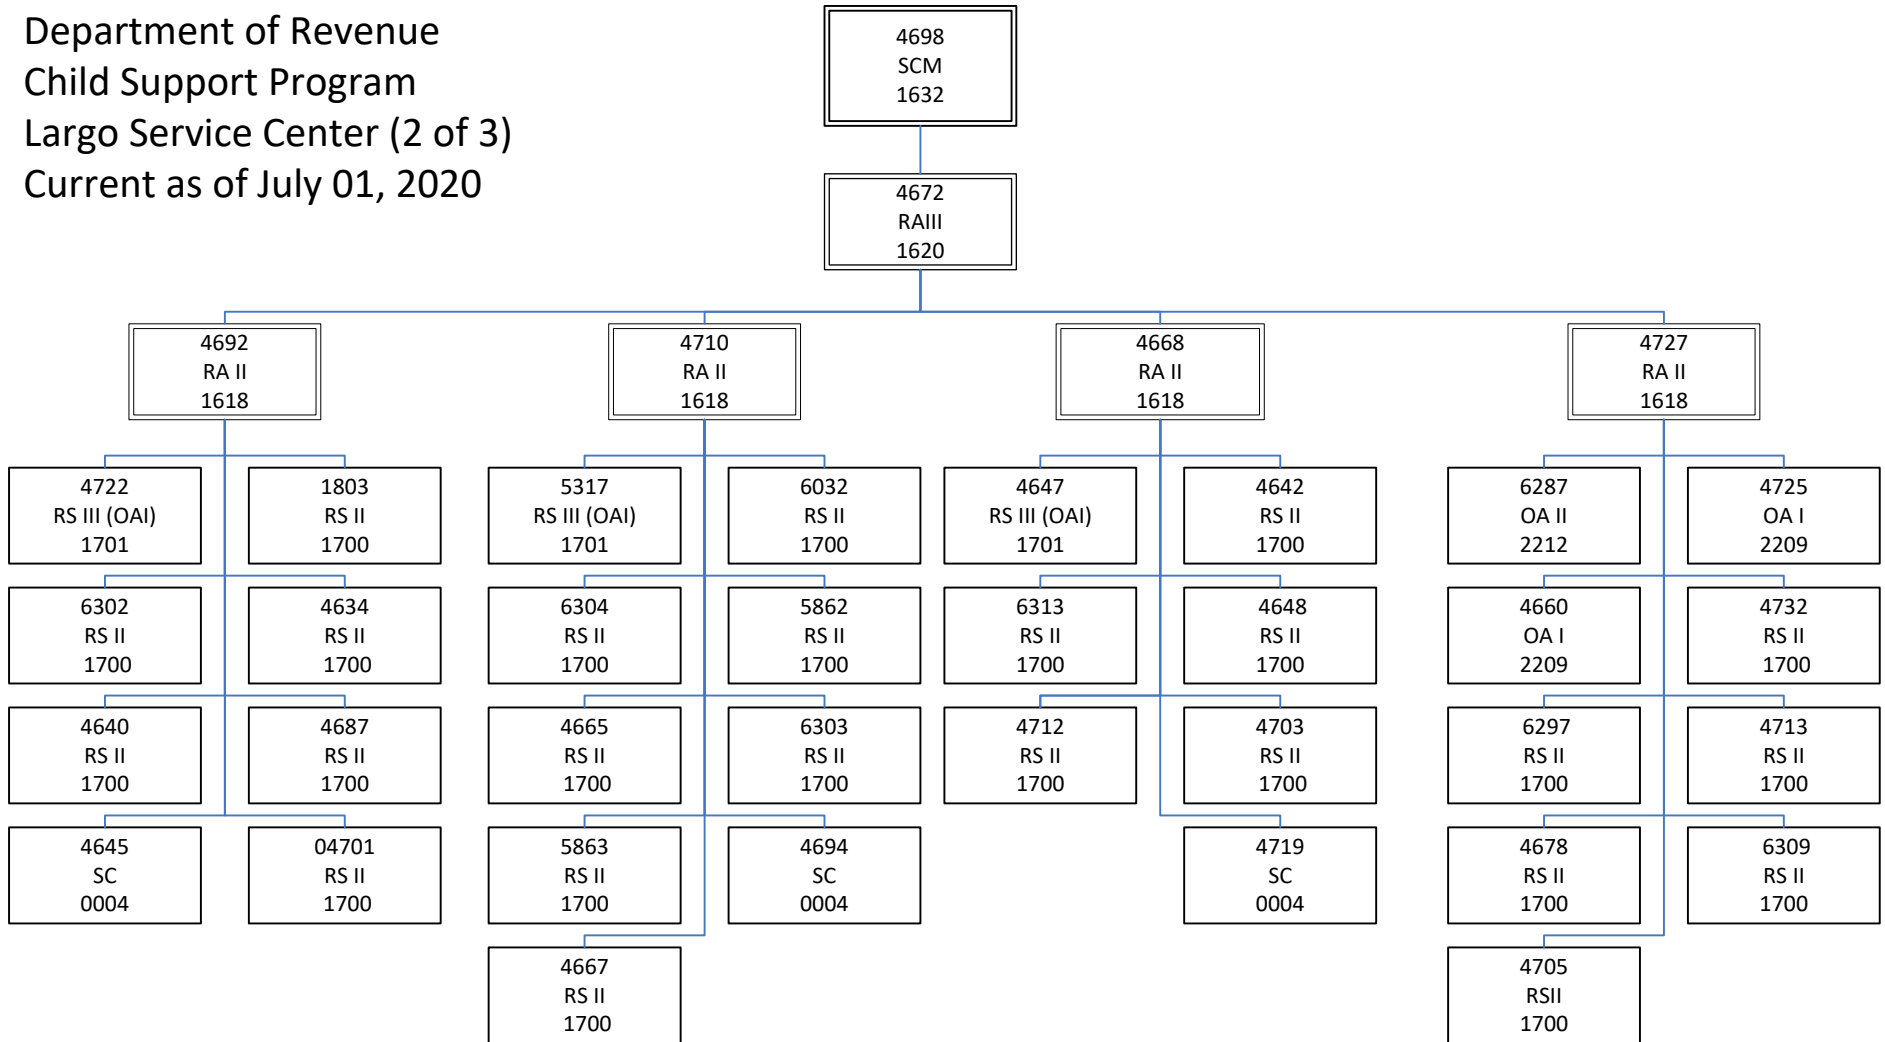 Department of Revenue
Child Support Program
Largo Service Center (2 of 3)
Current as of July 01, 2020
4698
SCM
1632
4672
RAIII
1620
4692
RA II
1618
4710
RA II
1618
4668
RA II
1618
4727
RA II
1618
4722
RS III (OAI)
1701
1803
RS II
1700
5317
RS III (OAI)
1701
6032
RS II
1700
4647
RS III (OAI)
1701
4642
RS II
1700
6287
OA II
2212
4725
OA I
2209
6302
RS II
1700
4634
RS II
1700
6304
RS II
1700
5862
RS II
1700
6313
RS II
1700
4648
RS II
1700
4660
OA I
2209
4732
RS II
1700
4640
RS II
1700
4687
RS II
1700
4665
RS II
1700
6303
RS II
1700
4712
RS II
1700
4703
RS II
1700
6297
RS II
1700
4713
RS II
1700
4645
SC
0004
04701
RS II
1700
5863
RS II
1700
4694
SC
0004
4719
SC
0004
4678
RS II
1700
6309
RS II
1700
4667
RS II
1700
4705
RSII
1700